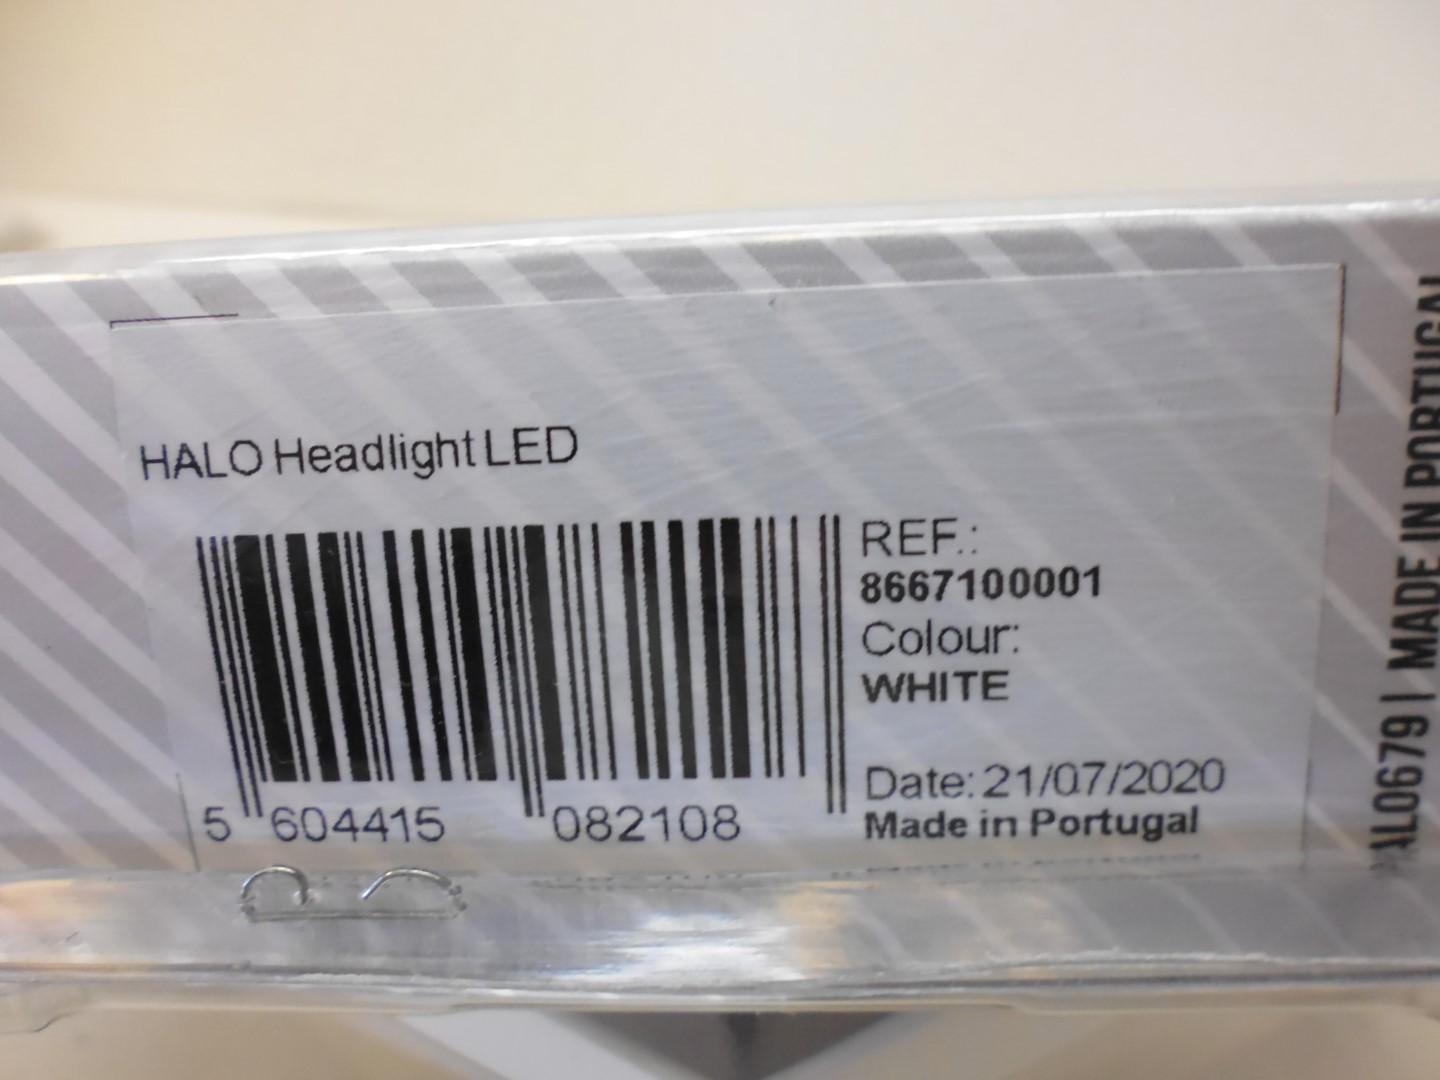 HALO Headlight LED
REF.:
8667100001
Colour:
WHITE
Date: 21/07/2020
Made in Portugal
5 604415 082108
AL0679 | MADE IN PORTUGAL